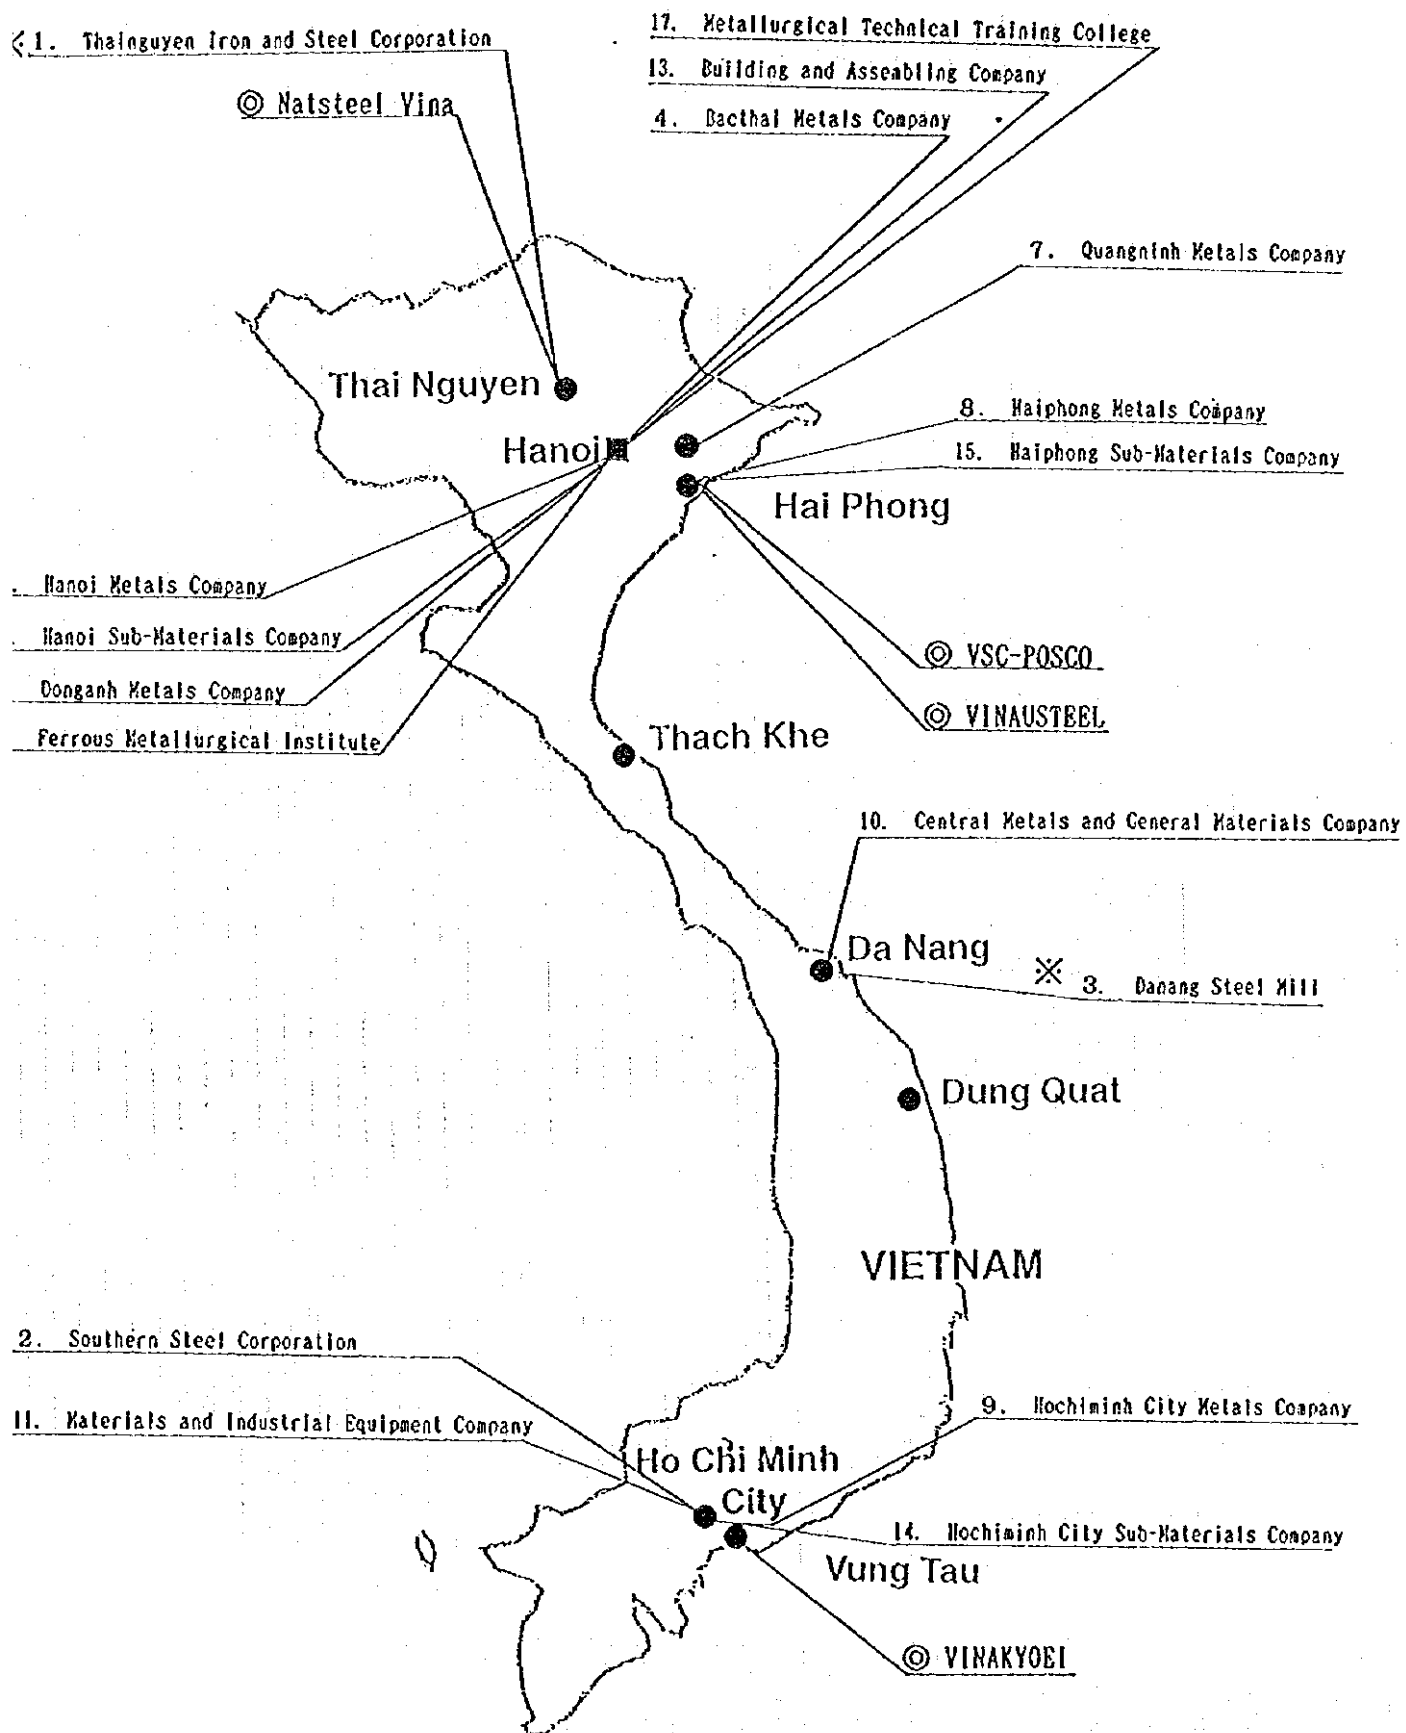 1. Thainguyen Iron and Steel Corporation
◎ Natsteel Vina
17. Metallurgical Technical Training College
13. Building and Assembling Company
4. Bacthai Metals Company
7. Quangninh Metals Company
Thai Nguyen
8. Haiphong Metals Company
Hanoi
15. Haiphong Sub-Materials Company
Hai Phong
. Hanoi Metals Company
. Hanoi Sub-Materials Company
Donganh Metals Company
Ferrous Metallurgical Institute
◎ VSC-POSCO
◎ VINAUSTEEL
Thach Khe
10. Central Metals and General Materials Company
Da Nang
※ 3. Danang Steel Mill
Dung Quat
VIETNAM
2. Southern Steel Corporation
11. Materials and Industrial Equipment Company
9. Hochiminh City Metals Company
Ho Chi Minh
City
14. Hochiminh City Sub-Materials Company
Vung Tau
◎ VINAKYOEI